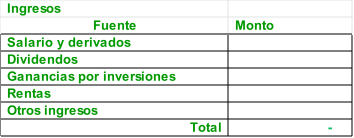 Ingresos
Fuente Monto
Salario y derivados
Dividendos
Ganancias por inversiones
Rentas
Otros ingresos
Total -